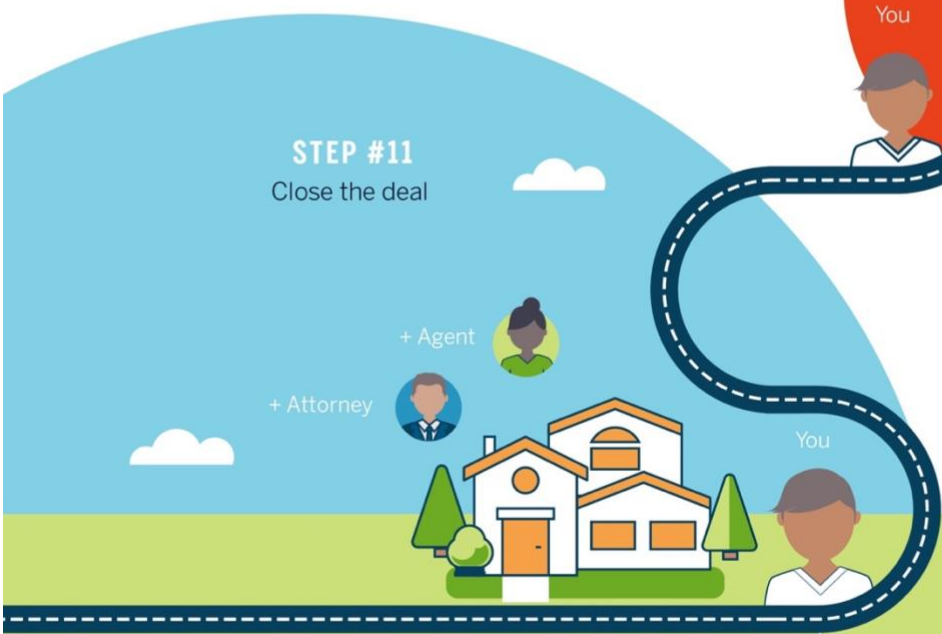 You
STEP #11
Close the deal
+ Agent
+ Attorney
You